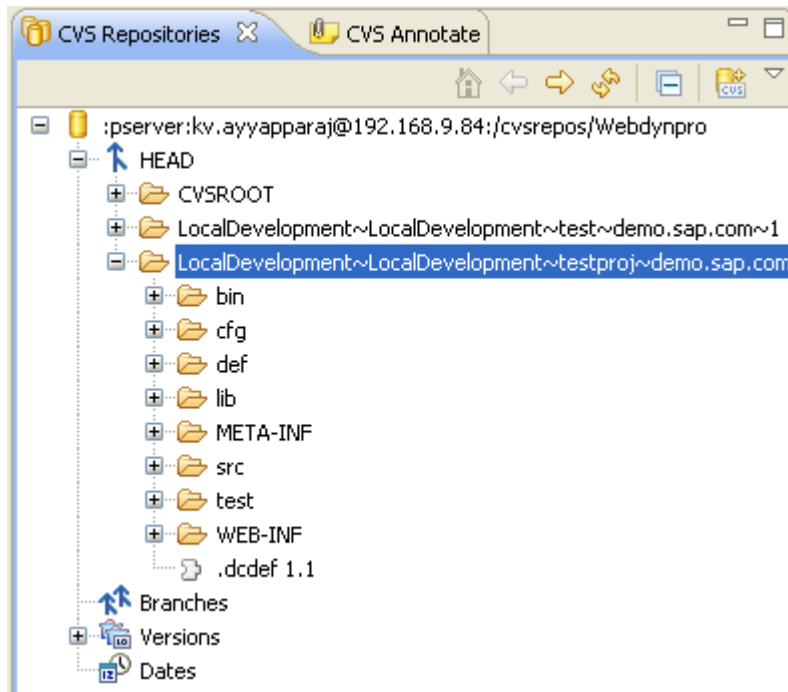 CVS Repositories CVS Annotate
CVS
:pserver:kv.ayyapparaj@192.168.9.84:/cvsrepos/Webdynpro
HEAD
CVSROOT
LocalDevelopment~LocalDevelopment~test~demo.sap.com~1
LocalDevelopment~LocalDevelopment~testproj~demo.sap.com
bin
cfg
def
lib
META-INF
src
test
WEB-INF
.dcdef 1.1
Branches
Versions
Dates